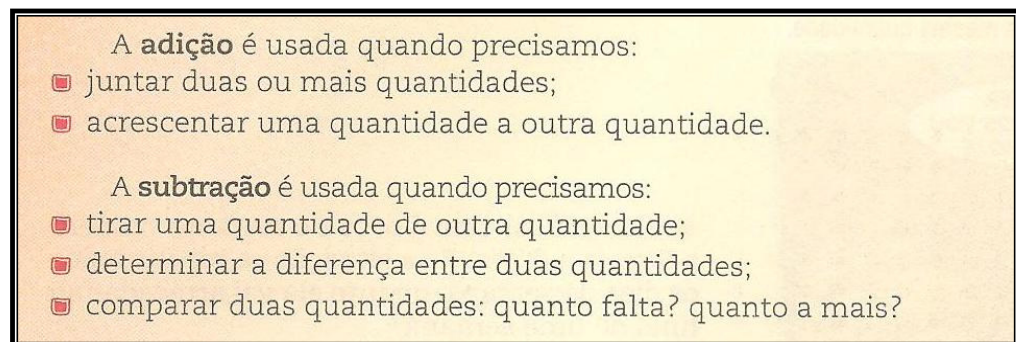 A adição é usada quando precisamos:
juntar duas ou mais quantidades;
acrescentar uma quantidade a outra quantidade.
A subtração é usada quando precisamos:
tirar uma quantidade de outra quantidade;
determinar a diferença entre duas quantidades;
comparar duas quantidades: quanto falta? quanto a mais?